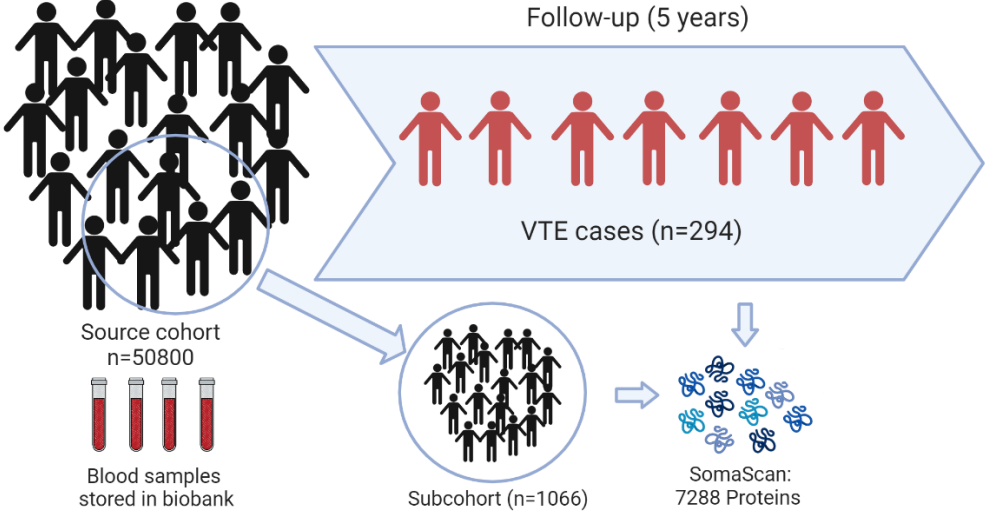 Follow-up (5 years)
VTE cases (n=294)
Source cohort
n=50800
Blood samples
stored in biobank
Subcohort (n=1066)
SomaScan:
7288 Proteins